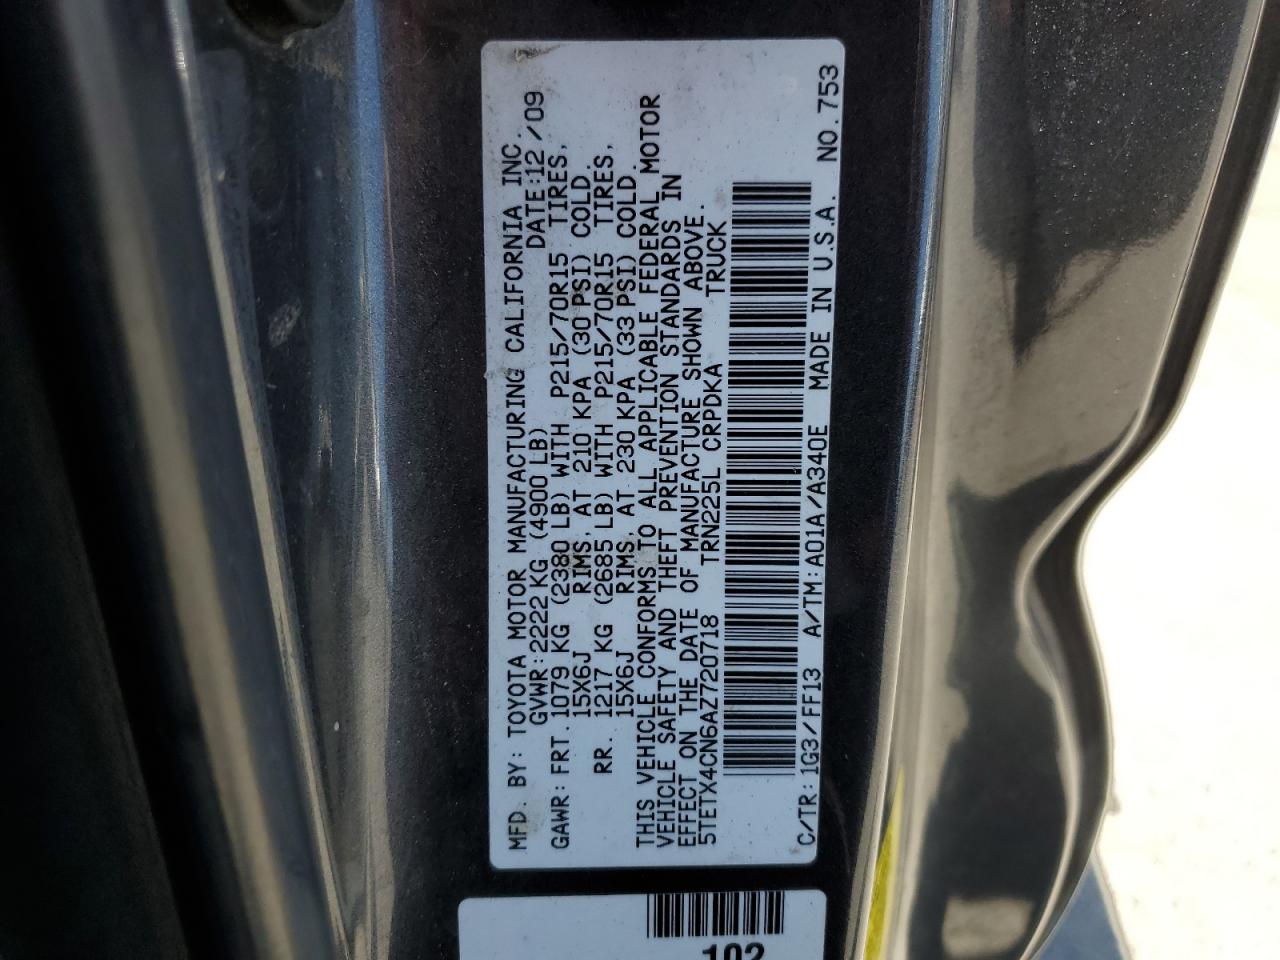 MFD. BY: TOYOTA MOTOR MANUFACTURING CALIFORNIA INC.
GVWR: 2222 KG (4900 LB) DATE: 12/09
GAWR: FRT. 1079 KG (2380 LB) WITH P215/70R15 TIRES,
15X6J RIMS, AT 210 KPA (30 PSI) COLD.
RR. 1217 KG (2685 LB) WITH P215/70R15 TIRES,
15X6J RIMS, AT 230 KPA (33 PSI) COLD.
THIS VEHICLE CONFORMS TO ALL APPLICABLE FEDERAL MOTOR
VEHICLE SAFETY AND THEFT PREVENTION STANDARDS IN
EFFECT ON THE DATE OF MANUFACTURE SHOWN ABOVE.
5TETX4CN6AZ720718 TRN225L CRPDKA TRUCK
C/TR: 1G3/FF13 A/TM: A01A/A340E MADE IN U.S.A. NO. 753
102